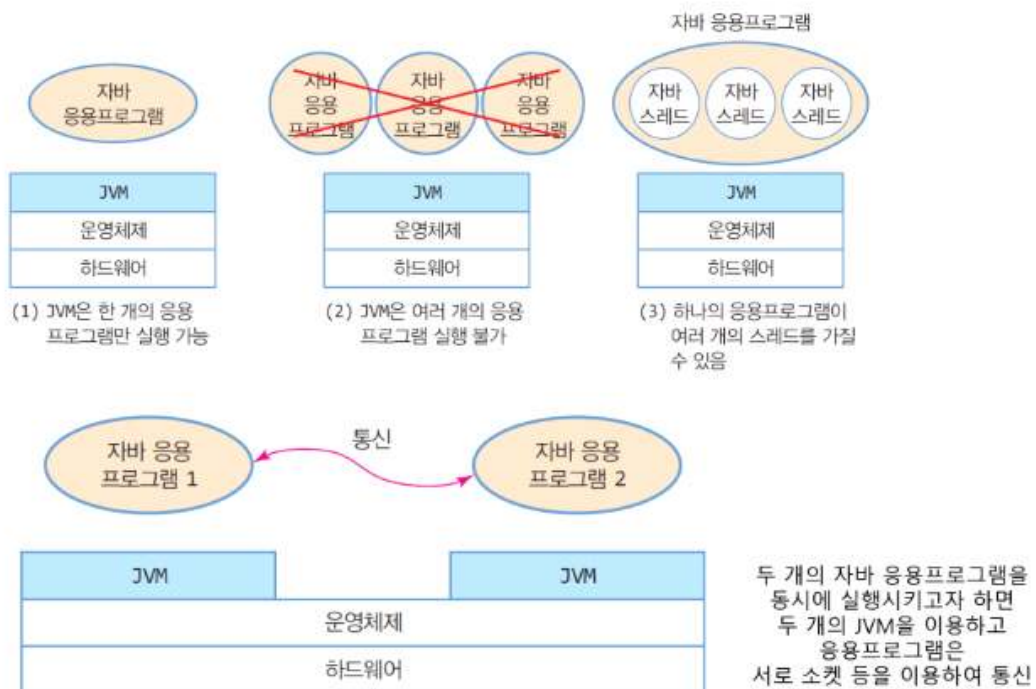 자바
응용프로그램
JVM
운영체제
하드웨어
(1) JVM은 한 개의 응용
프로그램만 실행 가능
자바
응용
프로그램
자바
응용
프로그램
자바
응용
프로그램
JVM
운영체제
하드웨어
(2) JVM은 여러 개의 응용
프로그램 실행 불가
자바 응용프로그램
자바
스레드
자바
스레드
자바
스레드
JVM
운영체제
하드웨어
(3) 하나의 응용프로그램이
여러 개의 스레드를 가질
수 있음
자바 응용
프로그램 1
통신
자바 응용
프로그램 2
JVM
JVM
운영체제
하드웨어
두 개의 자바 응용프로그램을
동시에 실행시키고자 하면
두 개의 JVM을 이용하고
응용프로그램은
서로 소켓 등을 이용하여 통신